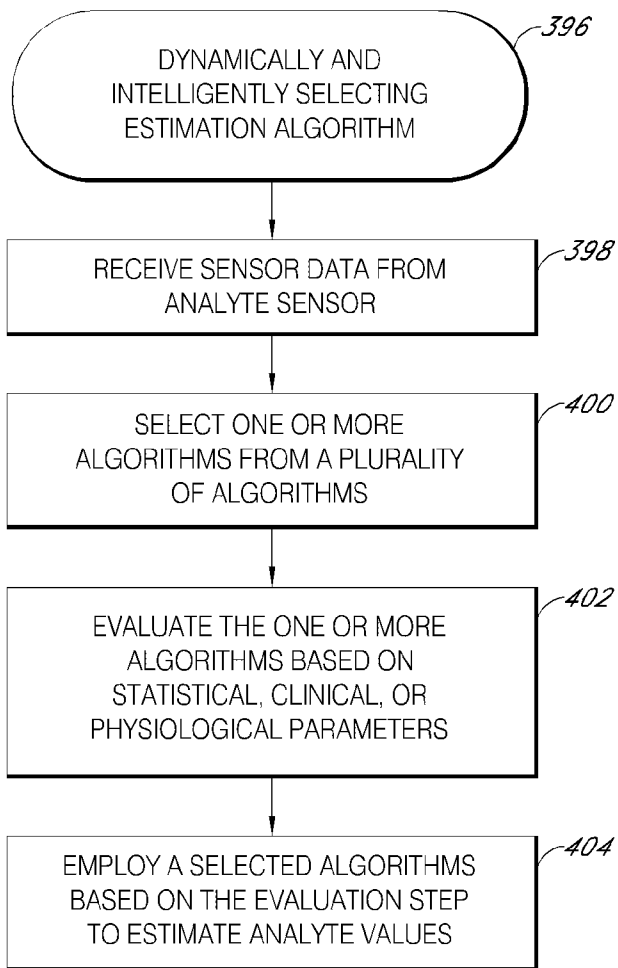 396
DYNAMICALLY AND
INTELLIGENTLY SELECTING
ESTIMATION ALGORITHM
398
RECEIVE SENSOR DATA FROM
ANALYTE SENSOR
400
SELECT ONE OR MORE
ALGORITHMS FROM A PLURALITY
OF ALGORITHMS
402
EVALUATE THE ONE OR MORE
ALGORITHMS BASED ON
STATISTICAL, CLINICAL, OR
PHYSIOLOGICAL PARAMETERS
404
EMPLOY A SELECTED ALGORITHMS
BASED ON THE EVALUATION STEP
TO ESTIMATE ANALYTE VALUES